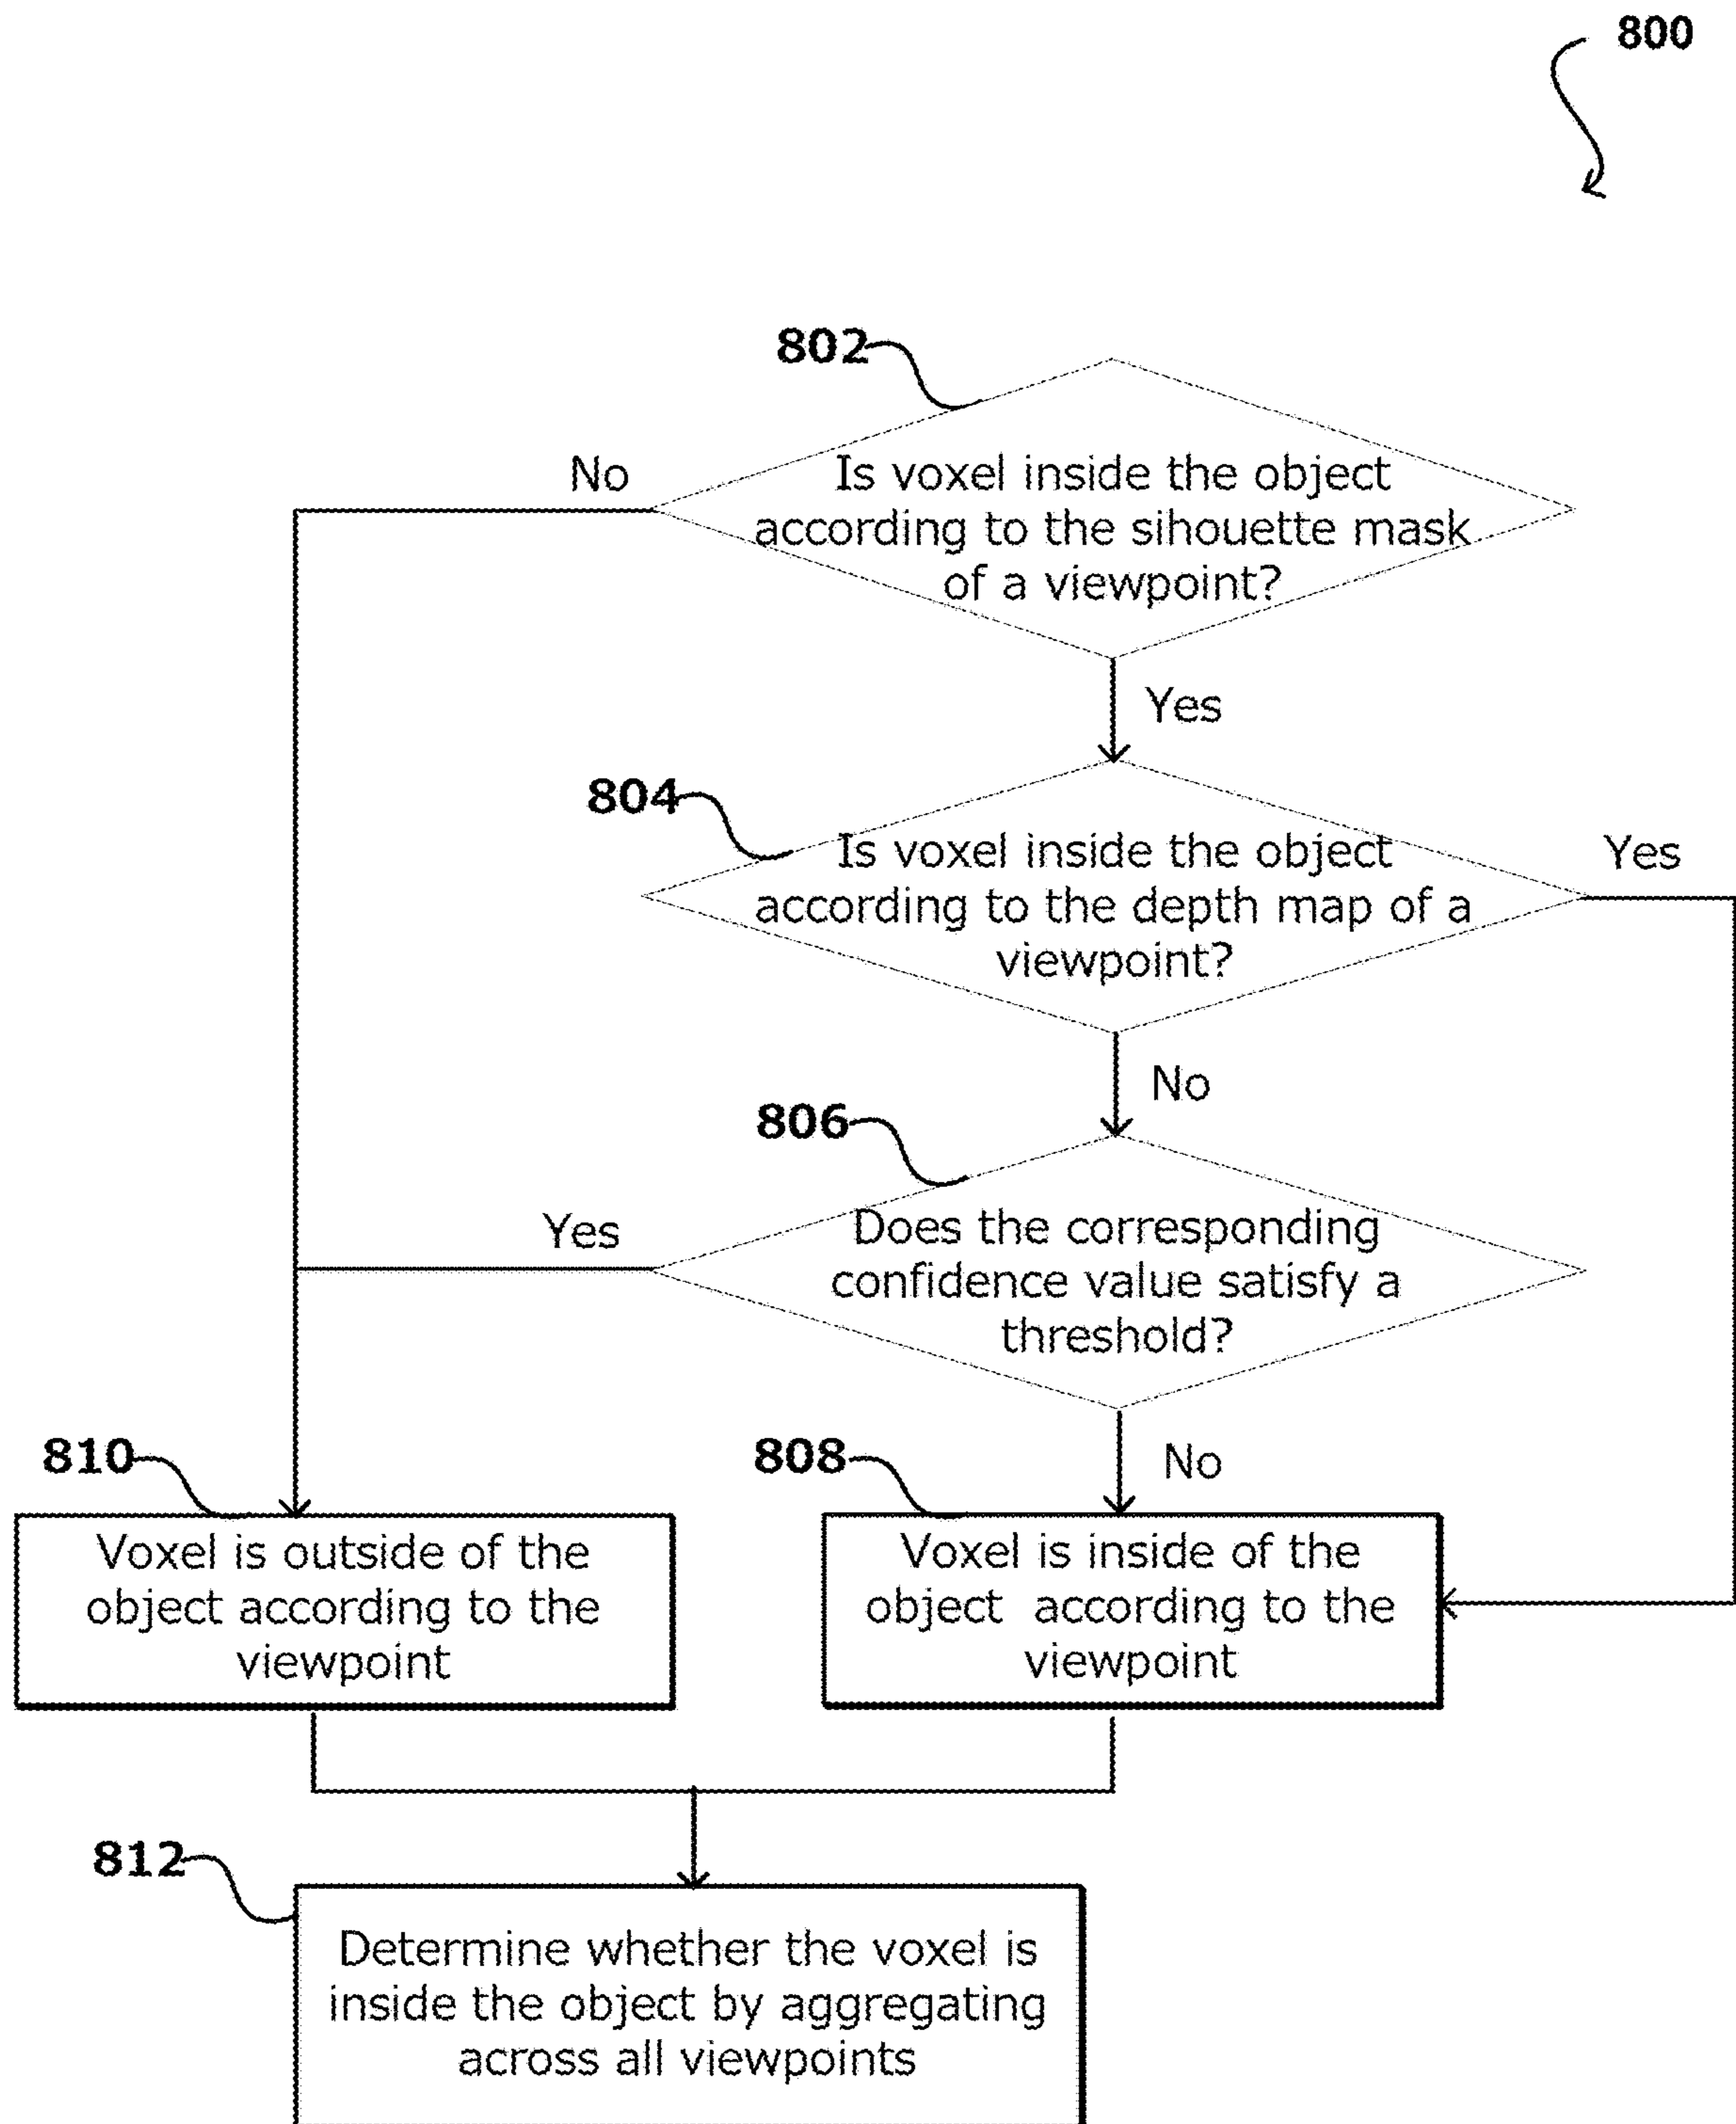 800
802
No
Is voxel inside the object
according to the sihouette mask
of a viewpoint?
Yes
804
Is voxel inside the object
according to the depth map of a
viewpoint?
Yes
No
806
Yes
Does the corresponding
confidence value satisfy a
threshold?
810
808
No
Voxel is outside of the
object according to the
viewpoint
Voxel is inside of the
object according to the
viewpoint
812
Determine whether the voxel is
inside the object by aggregating
across all viewpoints